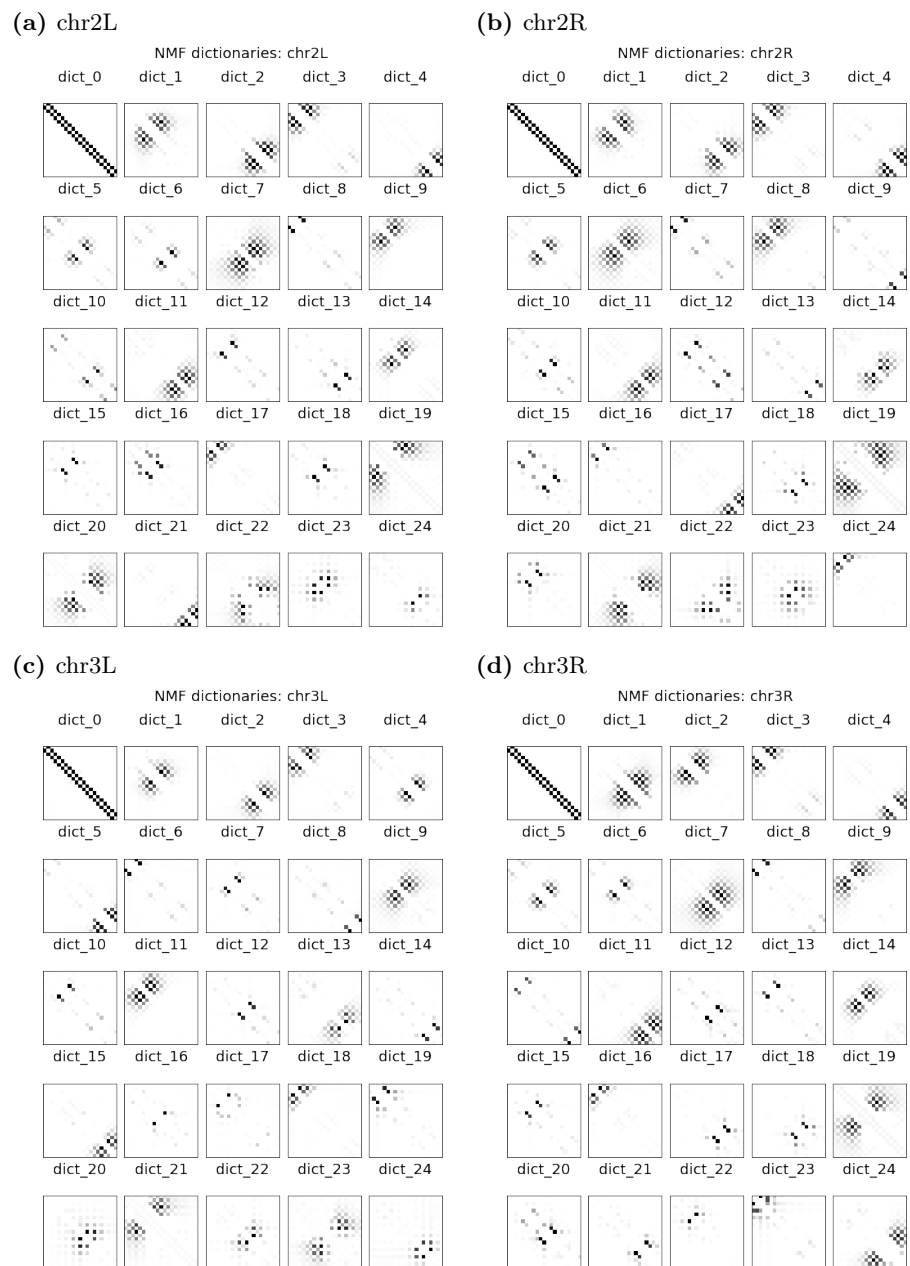 (a) chr2L
NMF dictionaries: chr2L
dict_0 dict_1 dict_2 dict_3 dict_4
dict_5 dict_6 dict_7 dict_8 dict_9
dict_10 dict_11 dict_12 dict_13 dict_14
dict_15 dict_16 dict_17 dict_18 dict_19
dict_20 dict_21 dict_22 dict_23 dict_24
(b) chr2R
NMF dictionaries: chr2R
dict_0 dict_1 dict_2 dict_3 dict_4
dict_5 dict_6 dict_7 dict_8 dict_9
dict_10 dict_11 dict_12 dict_13 dict_14
dict_15 dict_16 dict_17 dict_18 dict_19
dict_20 dict_21 dict_22 dict_23 dict_24
(c) chr3L
NMF dictionaries: chr3L
dict_0 dict_1 dict_2 dict_3 dict_4
dict_5 dict_6 dict_7 dict_8 dict_9
dict_10 dict_11 dict_12 dict_13 dict_14
dict_15 dict_16 dict_17 dict_18 dict_19
dict_20 dict_21 dict_22 dict_23 dict_24
(d) chr3R
NMF dictionaries: chr3R
dict_0 dict_1 dict_2 dict_3 dict_4
dict_5 dict_6 dict_7 dict_8 dict_9
dict_10 dict_11 dict_12 dict_13 dict_14
dict_15 dict_16 dict_17 dict_18 dict_19
dict_20 dict_21 dict_22 dict_23 dict_24